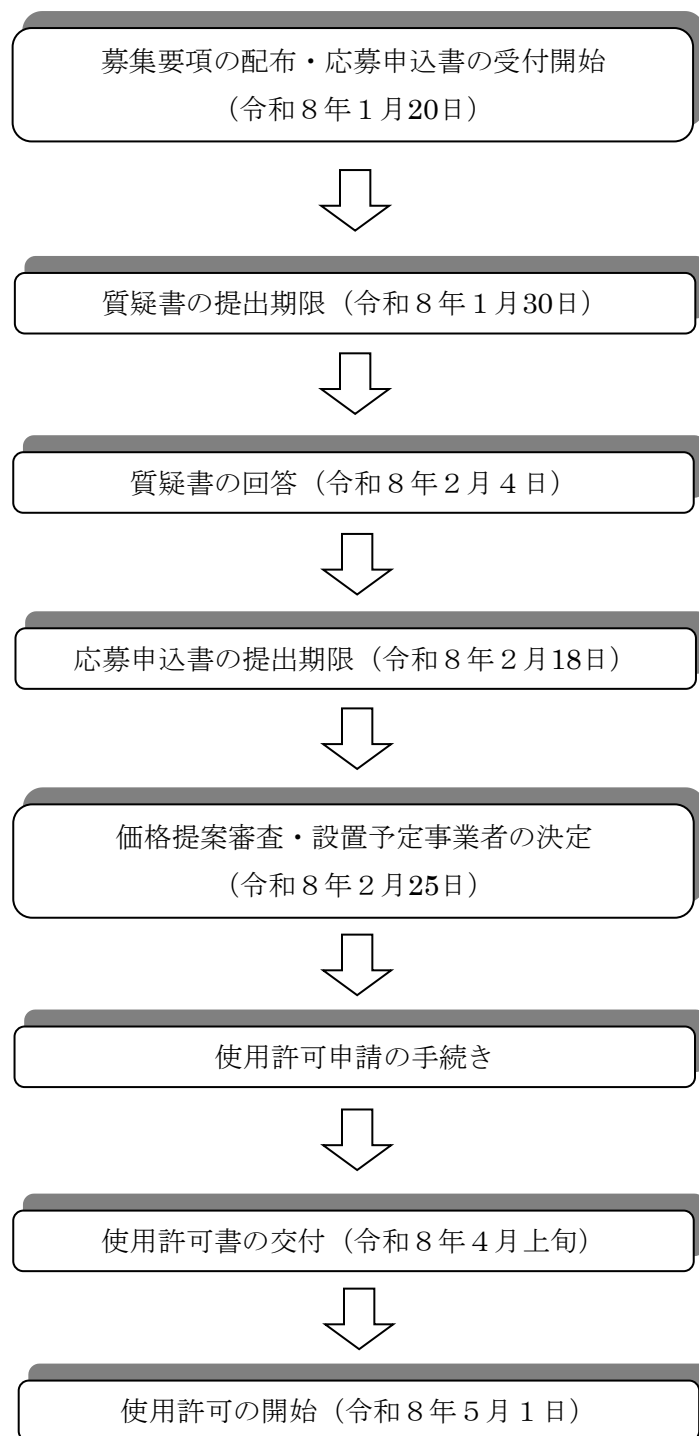 募集要項の配布・応募申込書の受付開始
（令和８年１月20日）
質疑書の提出期限（令和８年１月30日）
質疑書の回答（令和８年２月４日）
応募申込書の提出期限（令和８年２月18日）
価格提案審査・設置予定事業者の決定
（令和８年２月25日）
使用許可申請の手続き
使用許可書の交付（令和８年４月上旬）
使用許可の開始（令和８年５月１日）